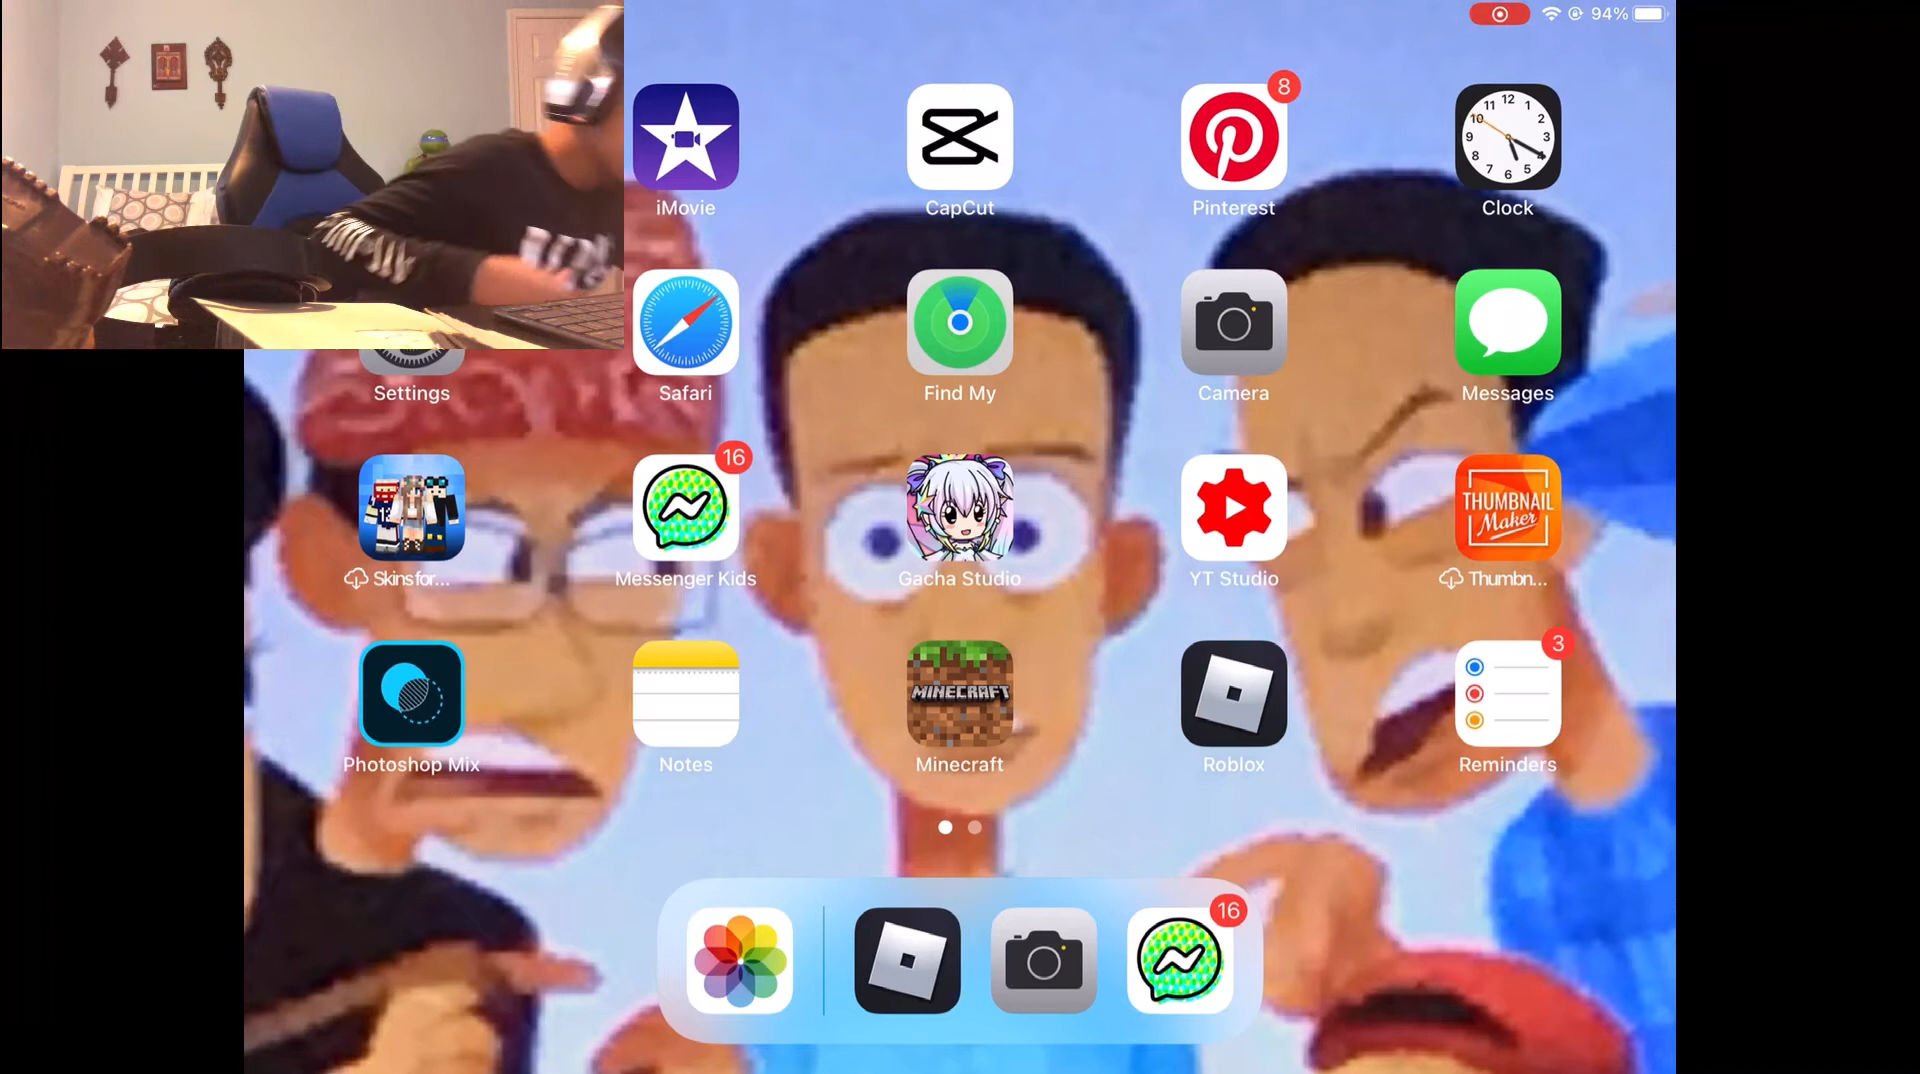 94%
8
iMovie
CapCut
Pinterest
12
11
1
10
2
9
3
8
4
7
5
6
Clock
Settings
Safari
Find My
Camera
Messages
16
THUMBNAIL
Maker
Skins for...
Messenger Kids
Gacha Studio
YT Studio
Thumbn...
3
MINECRAFT
Photoshop Mix
Notes
Minecraft
Roblox
Reminders
16